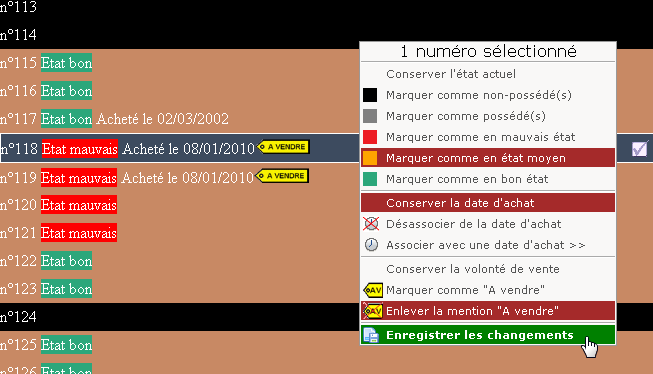 n°113
n°114
n°115 Etat bon
n°116 Etat bon
n°117 Etat bon Acheté le 02/03/2002
n°118 Etat mauvais Acheté le 08/01/2010 A VENDRE
n°119 Etat mauvais Acheté le 08/01/2010 A VENDRE
n°120 Etat mauvais
n°121 Etat mauvais
n°122 Etat bon
n°123 Etat bon
n°124
n°125 Etat bon
n°126 Etat bon
1 numéro sélectionné
Conserver l'état actuel
Marquer comme non-possédé(s)
Marquer comme possédé(s)
Marquer comme en mauvais état
Marquer comme en état moyen
Marquer comme en bon état
Conserver la date d'achat
Désassocier de la date d'achat
Associer avec une date d'achat >>
Conserver la volonté de vente
AV Marquer comme "A vendre"
AV Enlever la mention "A vendre"
Enregistrer les changements